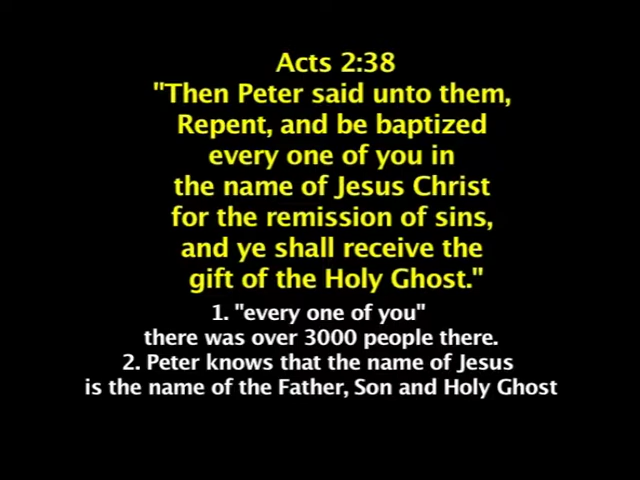 Acts 2:38
"Then Peter said unto them,
Repent, and be baptized
every one of you in
the name of Jesus Christ
for the remission of sins,
and ye shall receive the
gift of the Holy Ghost."
1. "every one of you"
there was over 3000 people there.
2. Peter knows that the name of Jesus
is the name of the Father, Son and Holy Ghost